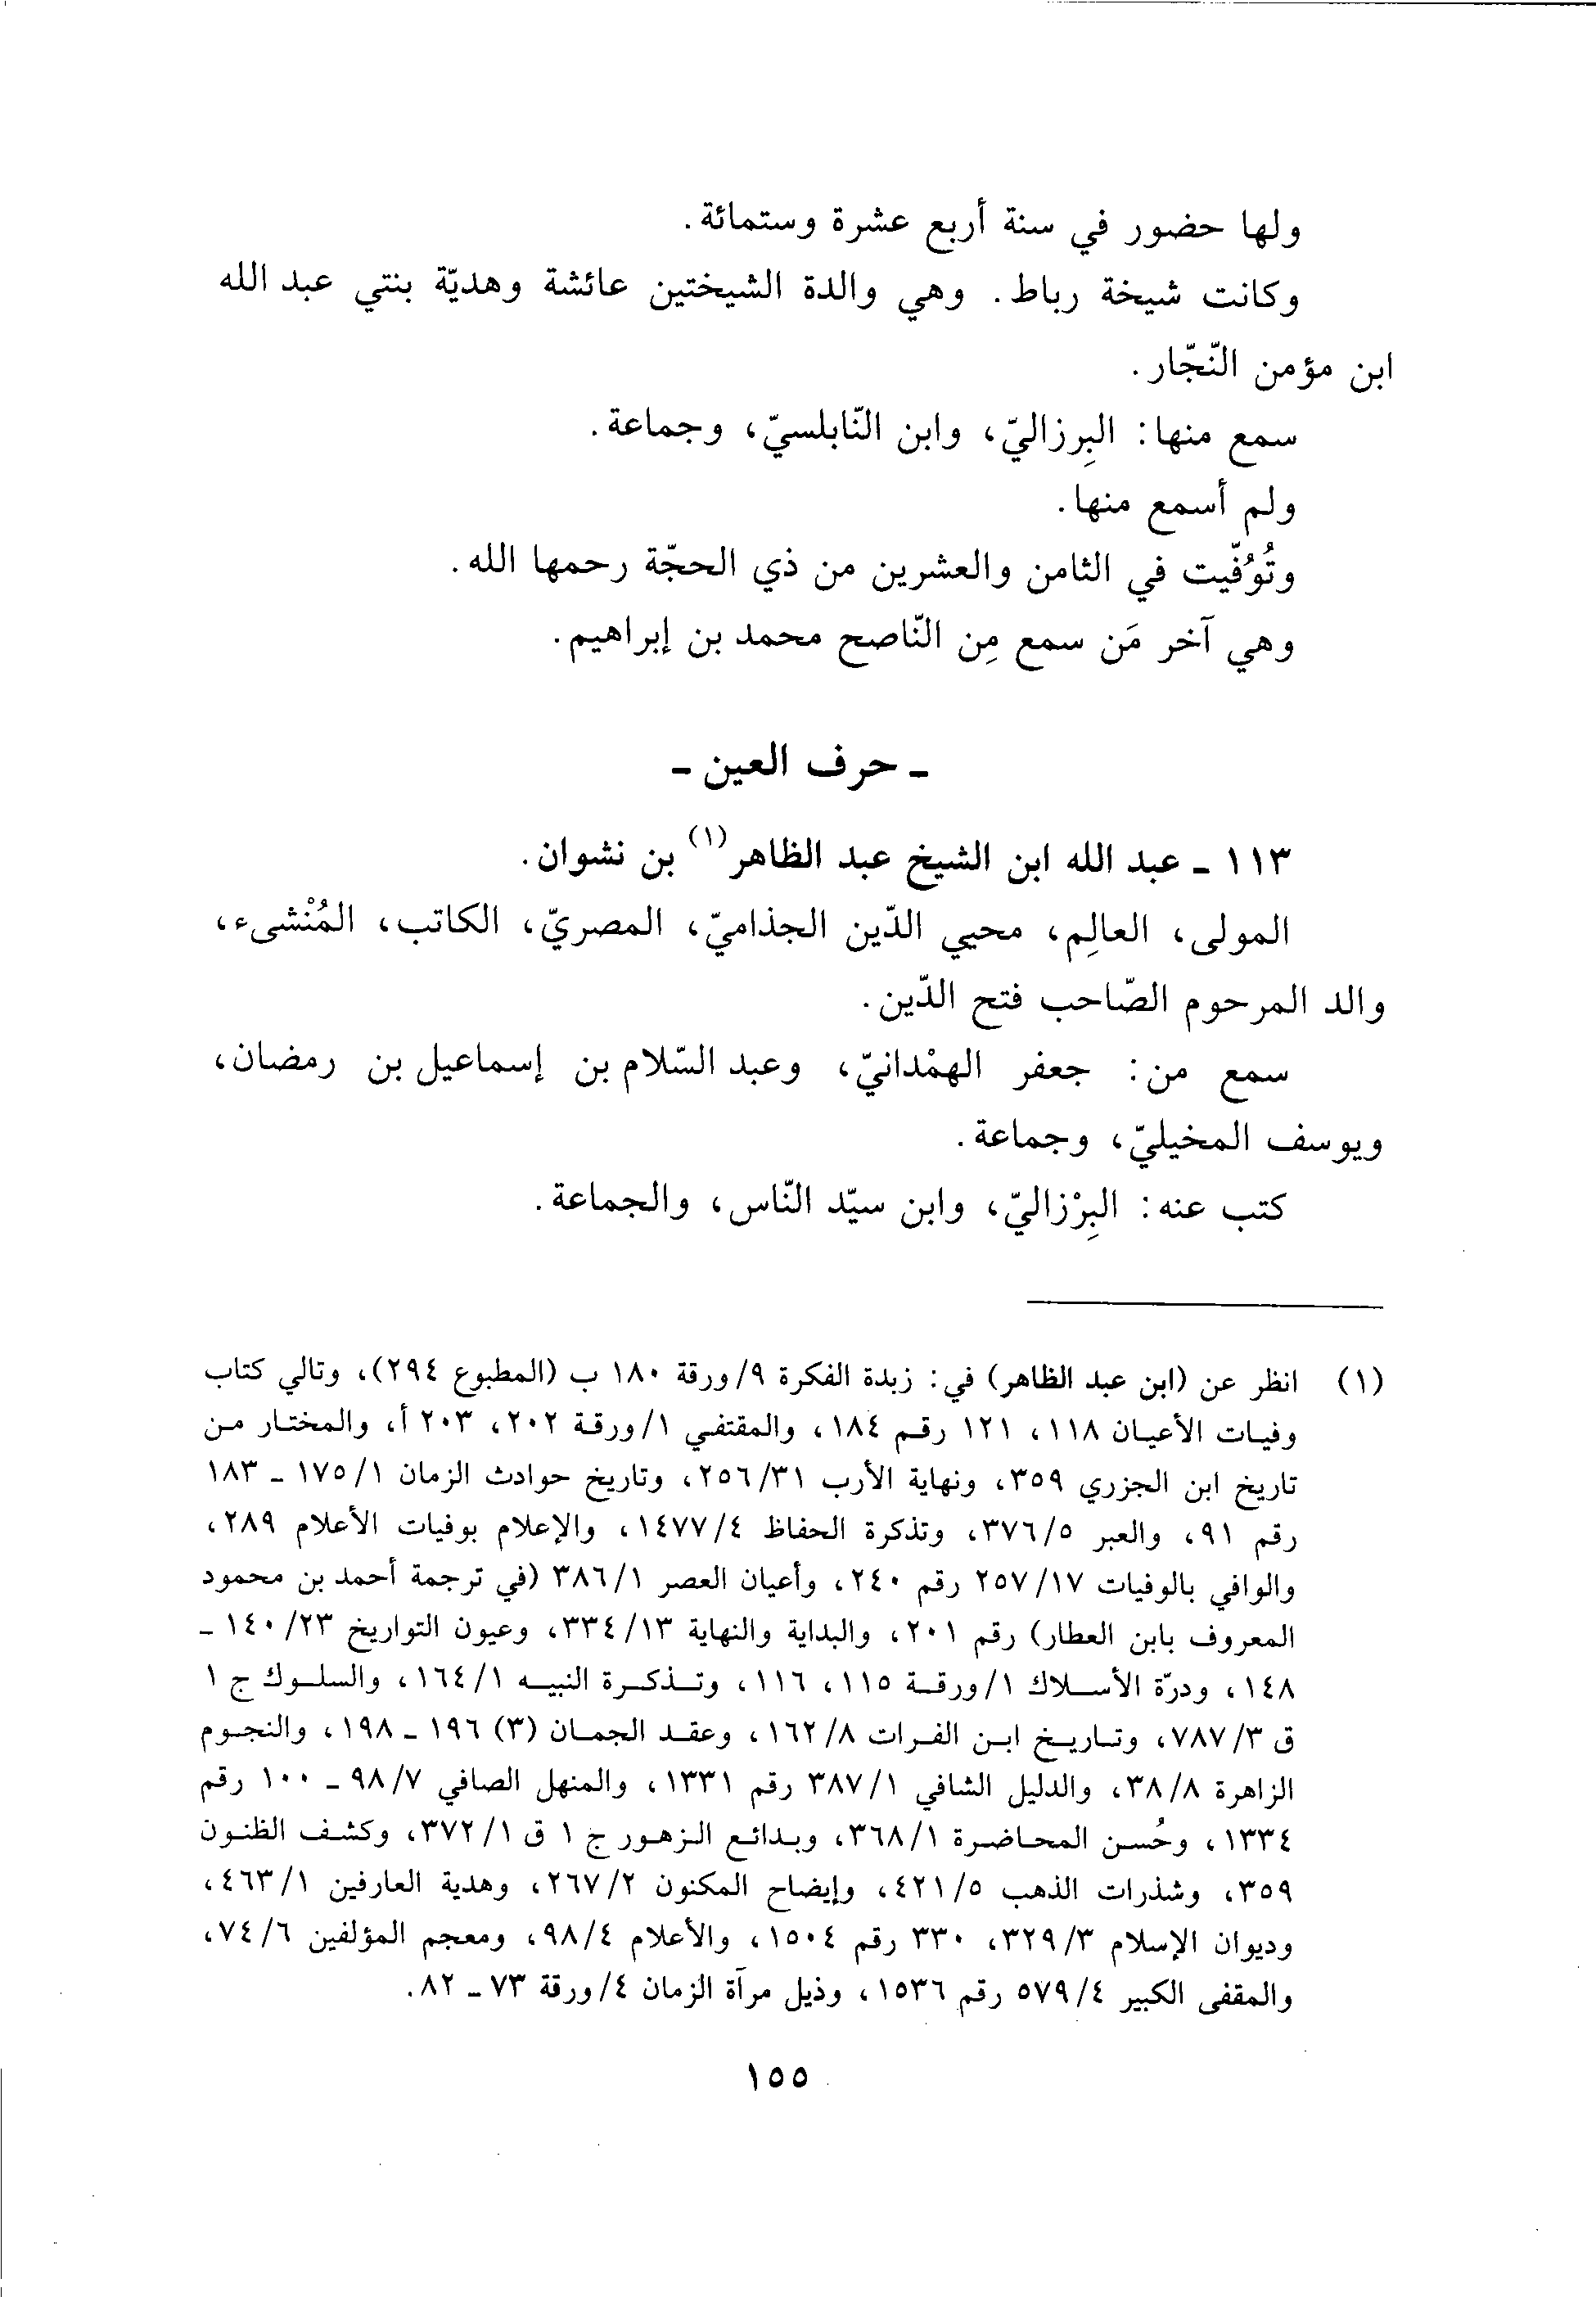 ولها حضور في سنة أربع عشرة وستمائة.
وكانت شيخة رباط. وهي والدة الشيختين عائشة وهديّة بنتي عبد الله
ابن مؤمن النّجّار.
سمع منها: البِرزاليّ، وابن النّابلسيّ، وجماعة.
ولم أسمع منها.
وتُوُفّيت في الثامن والعشرين من ذي الحجّة رحمها الله.
وهي آخر مَن سمع مِن النّاصح محمد بن إبراهيم.
ـ حرف العين ـ
١١٣ ـ عبد الله ابن الشيخ عبد الظاهر(١) بن نشوان.
المولى، العالِم، محيي الدّين الجذاميّ، المصريّ، الكاتب، المُنْشىء،
والد المرحوم الصّاحب فتح الدّين.
سمع من: جعفر الهمْدانيّ، وعبد السّلام بن إسماعيل بن رمضان،
ويوسف المخيليّ، وجماعة.
كتب عنه: البِرْزاليّ، وابن سيّد النّاس، والجماعة.
(١) انظر عن (ابن عبد الظاهر) في: زبدة الفكرة ٩/ورقة ١٨٠ ب (المطبوع ٢٩٤)، وتالي كتاب
وفيات الأعيان ١١٨، ١٢١ رقم ١٨٤، والمقتفي ١/ورقة ٢٠٢، ٢٠٣ أ، والمختار من
تاريخ ابن الجزري ٣٥٩، ونهاية الأرب ٢٥٦/٣١، وتاريخ حوادث الزمان ١/١٧٥ ـ ١٨٣
رقم ٩١، والعبر ٣٧٦/٥، وتذكرة الحفاظ ١٤٧٧/٤، والإعلام بوفيات الأعلام ٢٨٩،
والوافي بالوفيات ٢٥٧/١٧ رقم ٢٤٠، وأعيان العصر ٣٨٦/١ (في ترجمة أحمد بن محمود
المعروف بابن العطار) رقم ٢٠١، والبداية والنهاية ٣٣٤/١٣، وعيون التواريخ ١٤٠/٢٣ ـ
١٤٨، ودرّة الأسلاك ١/ورقة ١١٥، ١١٦، وتذكرة النبيه ١٦٤/١، والسلوك ج ١
ق ٧٨٧/٣، وتاريخ ابن الفرات ١٦٢/٨، وعقد الجمان (٣) ١٩٦ ـ ١٩٨، والنجوم
الزاهرة ٣٨/٨، والدليل الشافي ٣٨٧/١ رقم ١٣٣١، والمنهل الصافي ٩٨/٧ ـ ١٠٠ رقم
١٣٣٤، وحُسن المحاضرة ٣٦٨/١، وبدائع الزهور ج ١ ق ٣٧٢/١، وكشف الظنون
٣٥٩، وشذرات الذهب ٤٢١/٥، وإيضاح المكنون ٢٦٧/٢، وهدية العارفين ٤٦٣/١،
وديوان الإسلام ٣٢٩/٣، ٣٣٠ رقم ١٥٠٤، والأعلام ٩٨/٤، ومعجم المؤلفين ٧٤/٦،
والمقفى الكبير ٥٧٩/٤ رقم ١٥٣٦، وذيل مرآة الزمان ٤/ورقة ٧٣ ـ ٨٢.
١٥٥